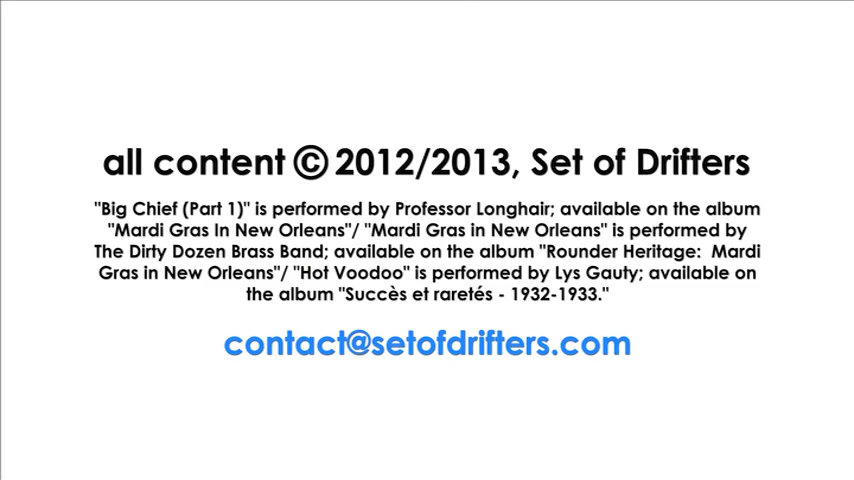 all content © 2012/2013, Set of Drifters
"Big Chief (Part 1)" is performed by Professor Longhair; available on the album
"Mardi Gras In New Orleans"/ "Mardi Gras in New Orleans" is performed by
The Dirty Dozen Brass Band; available on the album "Rounder Heritage:  Mardi
Gras in New Orleans"/ "Hot Voodoo" is performed by Lys Gauty; available on
the album "Succès et raretés - 1932-1933."
contact@setofdrifters.com